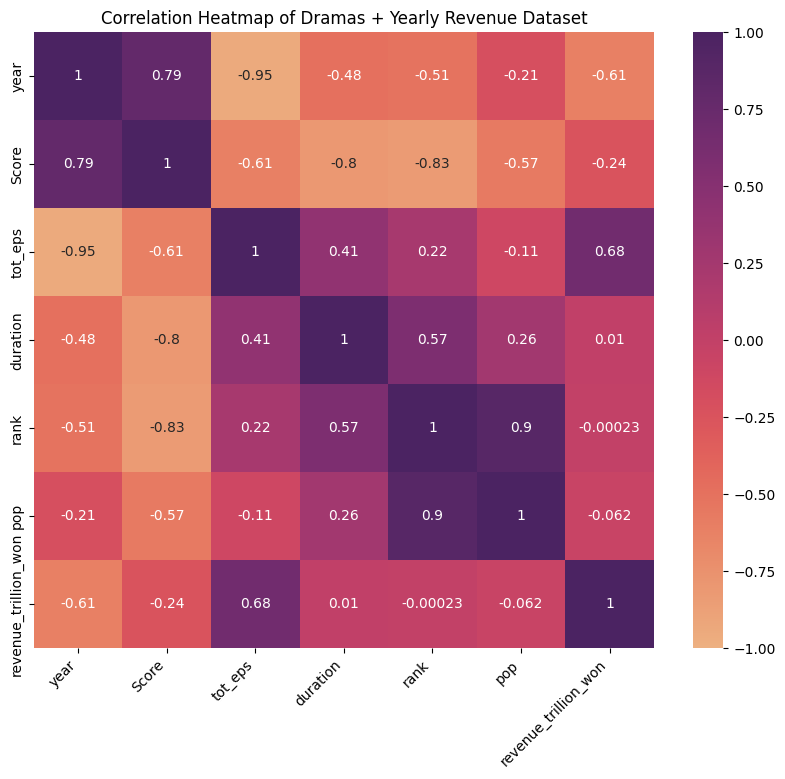 Correlation Heatmap of Dramas + Yearly Revenue Dataset
year 1 0.79 -0.95 -0.48 -0.51 -0.21 -0.61
Score 0.79 1 -0.61 -0.8 -0.83 -0.57 -0.24
tot_eps -0.95 -0.61 1 0.41 0.22 -0.11 0.68
duration -0.48 -0.8 0.41 1 0.57 0.26 0.01
rank -0.51 -0.83 0.22 0.57 1 0.9 -0.00023
pop -0.21 -0.57 -0.11 0.26 0.9 1 -0.062
revenue_trillion_won -0.61 -0.24 0.68 0.01 -0.00023 -0.062 1
year Score tot_eps duration rank pop revenue_trillion_won
1.00
0.75
0.50
0.25
0.00
−0.25
−0.50
−0.75
−1.00